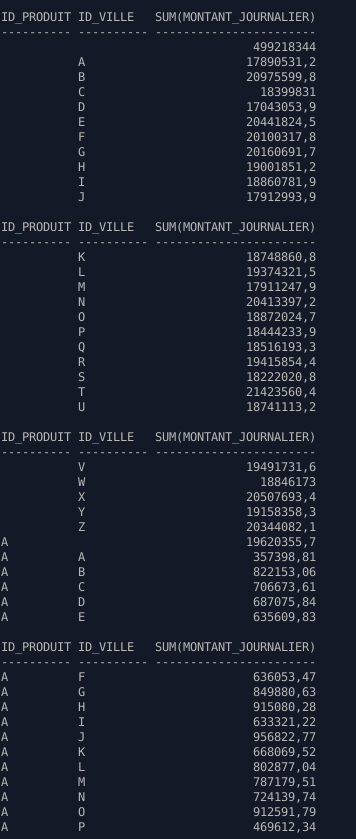 ID_PRODUIT ID_VILLE   SUM(MONTANT_JOURNALIER)
---------- ---------- -----------------------
                                    499218344
           A                       17890531,2
           B                       20975599,8
           C                         18399831
           D                       17043053,9
           E                       20441824,5
           F                       20100317,8
           G                       20160691,7
           H                       19001851,2
           I                       18860781,9
           J                       17912993,9

ID_PRODUIT ID_VILLE   SUM(MONTANT_JOURNALIER)
---------- ---------- -----------------------
           K                       18748860,8
           L                       19374321,5
           M                       17911247,9
           N                       20413397,2
           O                       18872024,7
           P                       18444233,9
           Q                       18516193,3
           R                       19415854,4
           S                       18222020,8
           T                       21423560,4
           U                       18741113,2

ID_PRODUIT ID_VILLE   SUM(MONTANT_JOURNALIER)
---------- ---------- -----------------------
           V                       19491731,6
           W                         18846173
           X                       20507693,4
           Y                       19158358,3
           Z                       20344082,1
A                                  19620355,7
A          A                        357398,81
A          B                        822153,06
A          C                        706673,61
A          D                        687075,84
A          E                        635609,83

ID_PRODUIT ID_VILLE   SUM(MONTANT_JOURNALIER)
---------- ---------- -----------------------
A          F                        636053,47
A          G                        849880,63
A          H                        915080,28
A          I                        633321,22
A          J                        956822,77
A          K                        668069,52
A          L                        802877,04
A          M                        787179,51
A          N                        724139,74
A          O                        912591,79
A          P                        469612,34